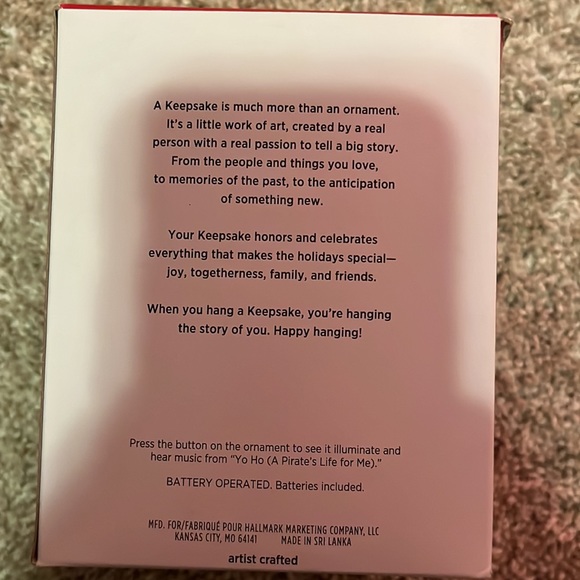 A Keepsake is much more than an ornament.
It's a little work of art, created by a real
person with a real passion to tell a big story.
From the people and things you love,
to memories of the past, to the anticipation
of something new.
Your Keepsake honors and celebrates
everything that makes the holidays special—
joy, togetherness, family, and friends.
When you hang a Keepsake, you're hanging
the story of you. Happy hanging!
Press the button on the ornament to see it illuminate and
hear music from "Yo Ho (A Pirate's Life for Me)."
BATTERY OPERATED. Batteries included.
MFD. FOR/FABRIQUÉ POUR HALLMARK MARKETING COMPANY, LLC
KANSAS CITY, MO 64141 MADE IN SRI LANKA
artist crafted